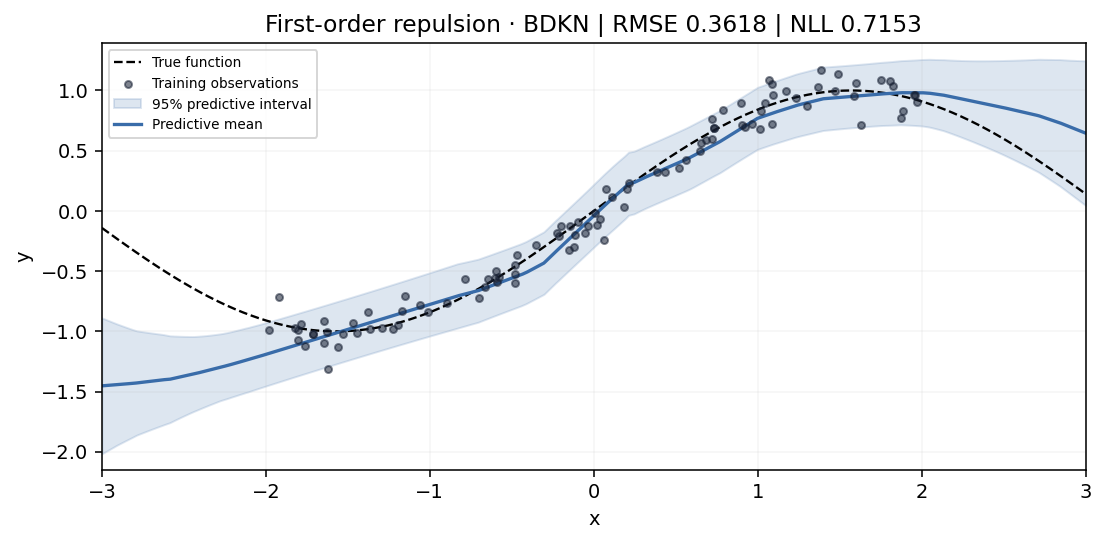 First-order repulsion · BDKN | RMSE 0.3618 | NLL 0.7153
True function
Training observations
95% predictive interval
Predictive mean
y
1.0
0.5
0.0
−0.5
−1.0
−1.5
−2.0
−3 −2 −1 0 1 2 3
x